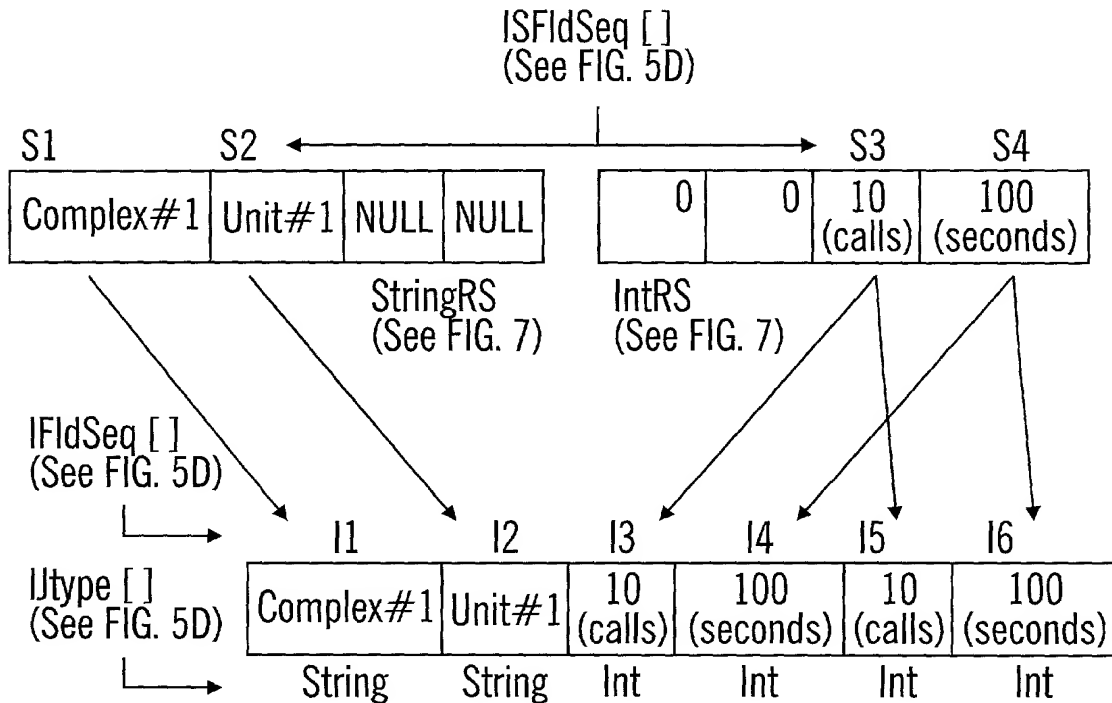 ISFldSeq [ ]
(See FIG. 5D)
S1 S2 S3 S4
Complex#1 Unit#1 NULL NULL 0 0 10 (calls) 100 (seconds)
StringRS
(See FIG. 7)
IntRS
(See FIG. 7)
IFldSeq [ ]
(See FIG. 5D)
I1 I2 I3 I4 I5 I6
IJtype [ ]
(See FIG. 5D)
Complex#1 Unit#1 10 (calls) 100 (seconds) 10 (calls) 100 (seconds)
String String Int Int Int Int